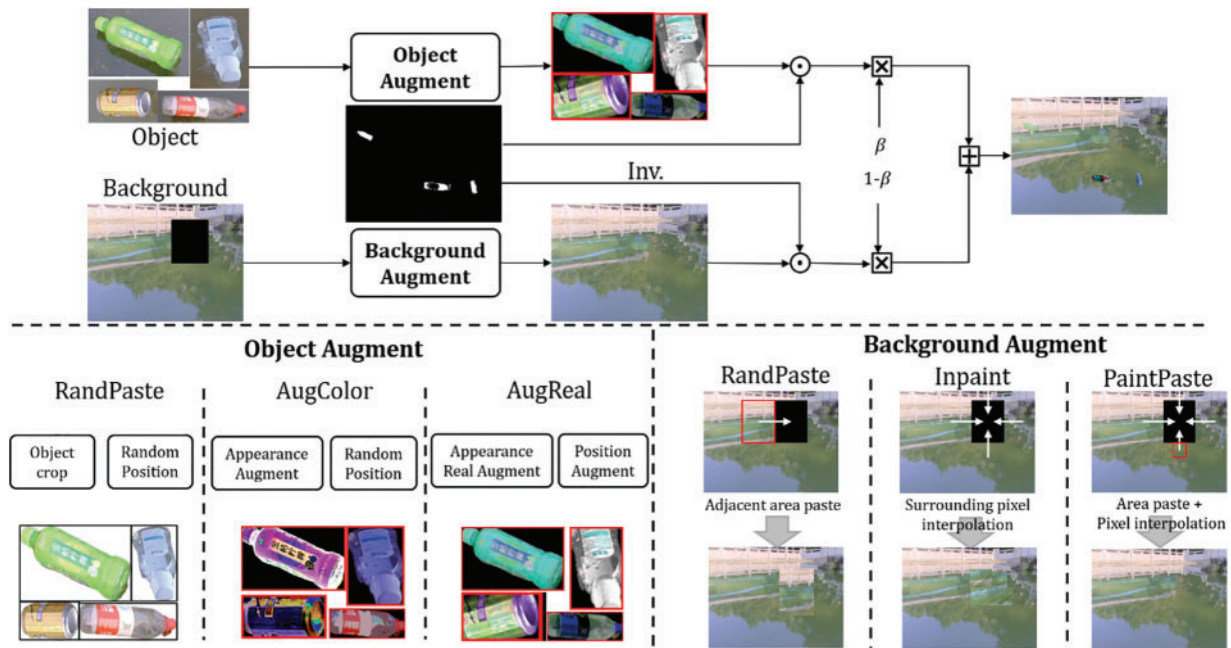 Object
Augment
Object
Background
Inv.
β
1-β
Background
Augment
Object Augment
RandPaste
AugColor
AugReal
Object
crop
Random
Position
Appearance
Augment
Random
Position
Appearance
Real Augment
Position
Augment
Background Augment
RandPaste
Inpaint
PaintPaste
Adjacent area paste
Surrounding pixel
interpolation
Area paste +
Pixel interpolation